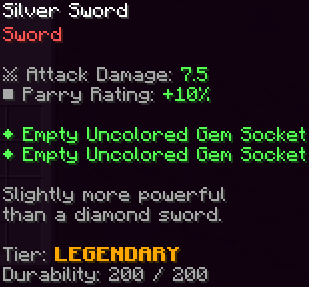 Silver Sword
Sword
⚔ Attack Damage: 7.5
■ Parry Rating: +10%
◆ Empty Uncolored Gem Socket
◆ Empty Uncolored Gem Socket
Slightly more powerful
than a diamond sword.
Tier: LEGENDARY
Durability: 200 / 200